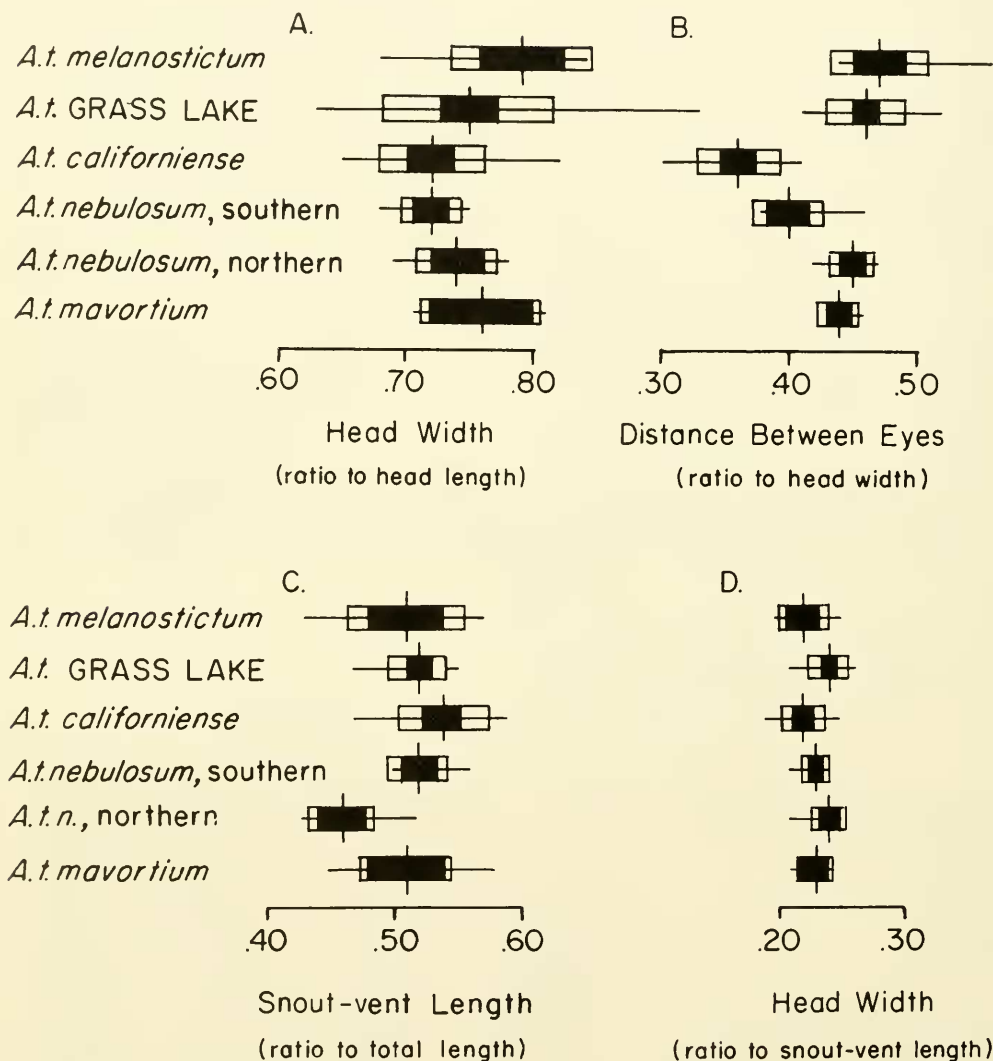 A.
B.
A.t. melanostictum
A.t. GRASS LAKE
A.t. californiense
A.t. nebulosum, southern
A.t. nebulosum, northern
A.t. mavortium
.60 .70 .80
.30 .40 .50
Head Width
(ratio to head length)
Distance Between Eyes
(ratio to head width)
C.
D.
A.t. melanostictum
A.t. GRASS LAKE
A.t. californiense
A.t. nebulosum, southern
A.t. n., northern
A.t. mavortium
.40 .50 .60
.20 .30
Snout-vent Length
(ratio to total length)
Head Width
(ratio to snout-vent length)